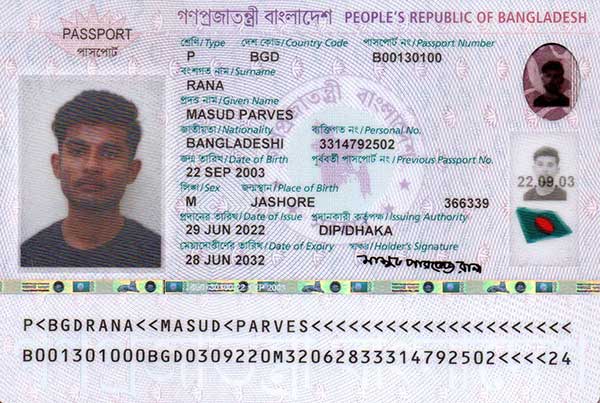 গণপ্রজাতন্ত্রী বাংলাদেশ PEOPLE'S REPUBLIC OF BANGLADESH
PASSPORT
পাসপোর্ট
শ্রেণি/Type দেশ কোড/Country Code পাসপোর্ট নং/Passport Number
P BGD B00130100
বংশগত নাম/Surname
RANA
প্রদত্ত নাম/Given Name
MASUD PARVES
জাতীয়তা/Nationality ব্যক্তিগত নং/Personal No.
BANGLADESHI 3314792502
জন্ম তারিখ/Date of Birth পূর্ববর্তী পাসপোর্ট নং/Previous Passport No.
22 SEP 2003
22.09.03
লিঙ্গ/Sex জন্মস্থান/Place of Birth
M JASHORE 366339
প্রদানের তারিখ/Date of Issue প্রদানকারী কর্তৃপক্ষ/Issuing Authority
29 JUN 2022 DIP/DHAKA
মেয়াদোত্তীর্ণের তারিখ/Date of Expiry স্বাক্ষর/Holder's Signature
28 JUN 2032 মাসুদ পারভেজ রানা
P<BGDRANA<<MASUD<PARVES<<<<<<<<<<<<<<<<<<<<<
B001301000BGD0309220M32062833314792502<<<<24